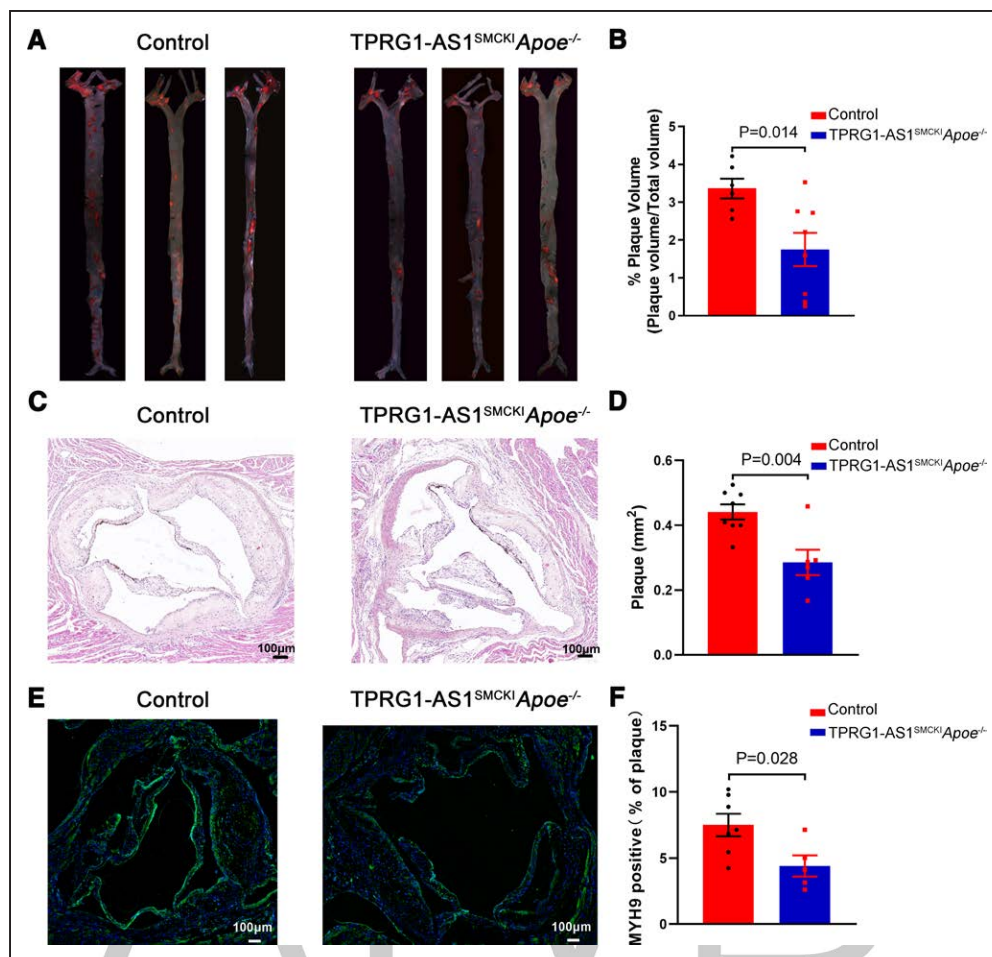 A
Control
TPRG1-AS1SMCKIApoe-/-
B
Control
TPRG1-AS1SMCKIApoe-/-
P=0.014
% Plaque Volume
(Plaque volume/Total volume)
5
4
3
2
1
0
C
Control
TPRG1-AS1SMCKIApoe-/-
100μm
100μm
D
Control
TPRG1-AS1SMCKIApoe-/-
P=0.004
Plaque (mm2)
0.6
0.4
0.2
0.0
E
Control
TPRG1-AS1SMCKIApoe-/-
100μm
100μm
F
Control
TPRG1-AS1SMCKIApoe-/-
P=0.028
MYH9 positive( % of plaque)
15
10
5
0